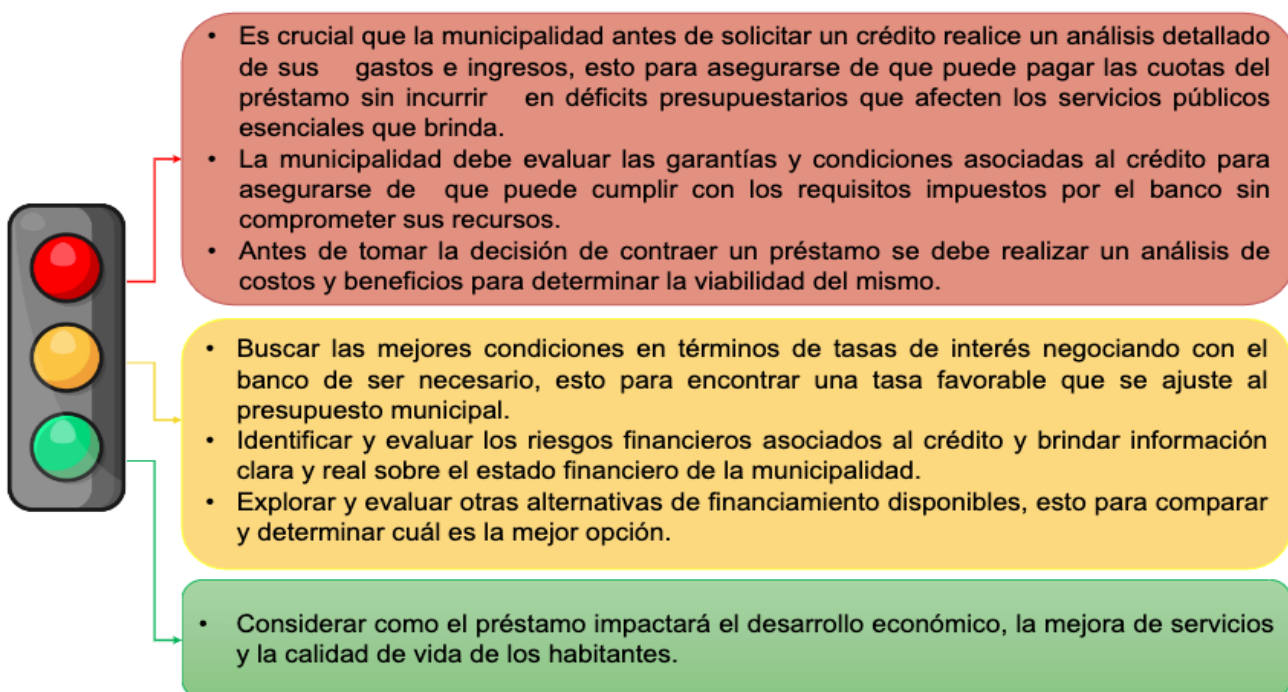 • Es crucial que la municipalidad antes de solicitar un crédito realice un análisis detallado
de sus gastos e ingresos, esto para asegurarse de que puede pagar las cuotas del
préstamo sin incurrir en déficits presupuestarios que afecten los servicios públicos
esenciales que brinda.
• La municipalidad debe evaluar las garantías y condiciones asociadas al crédito para
asegurarse de que puede cumplir con los requisitos impuestos por el banco sin
comprometer sus recursos.
• Antes de tomar la decisión de contraer un préstamo se debe realizar un análisis de
costos y beneficios para determinar la viabilidad del mismo.
• Buscar las mejores condiciones en términos de tasas de interés negociando con el
banco de ser necesario, esto para encontrar una tasa favorable que se ajuste al
presupuesto municipal.
• Identificar y evaluar los riesgos financieros asociados al crédito y brindar información
clara y real sobre el estado financiero de la municipalidad.
• Explorar y evaluar otras alternativas de financiamiento disponibles, esto para comparar
y determinar cuál es la mejor opción.
• Considerar como el préstamo impactará el desarrollo económico, la mejora de servicios
y la calidad de vida de los habitantes.